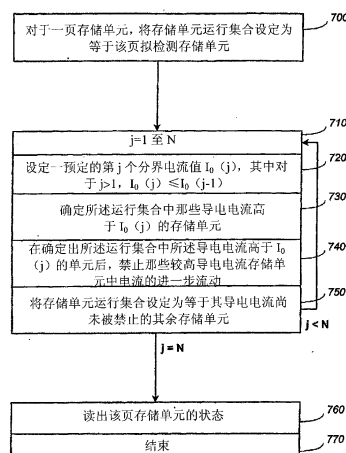 700
对于一页存储单元，将存储单元运行集合设定为
等于该页拟检测存储单元
710
j=1 至 N
720
设定一预定的第 j 个分界电流值 I₀（j），其中对
于 j>1，I₀（j）≤I₀（j-1）
730
确定所述运行集合中那些导电电流高
于 I₀（j）的存储单元
740
在确定出所述运行集合中所述导电电流高于 I₀
（j）的单元后，禁止那些较高导电电流存储单
元中电流的进一步流动
750
将存储单元运行集合设定为等于其导电电流尚
未被禁止的其余存储单元
j < N
j = N
760
读出该页存储单元的状态
770
结束